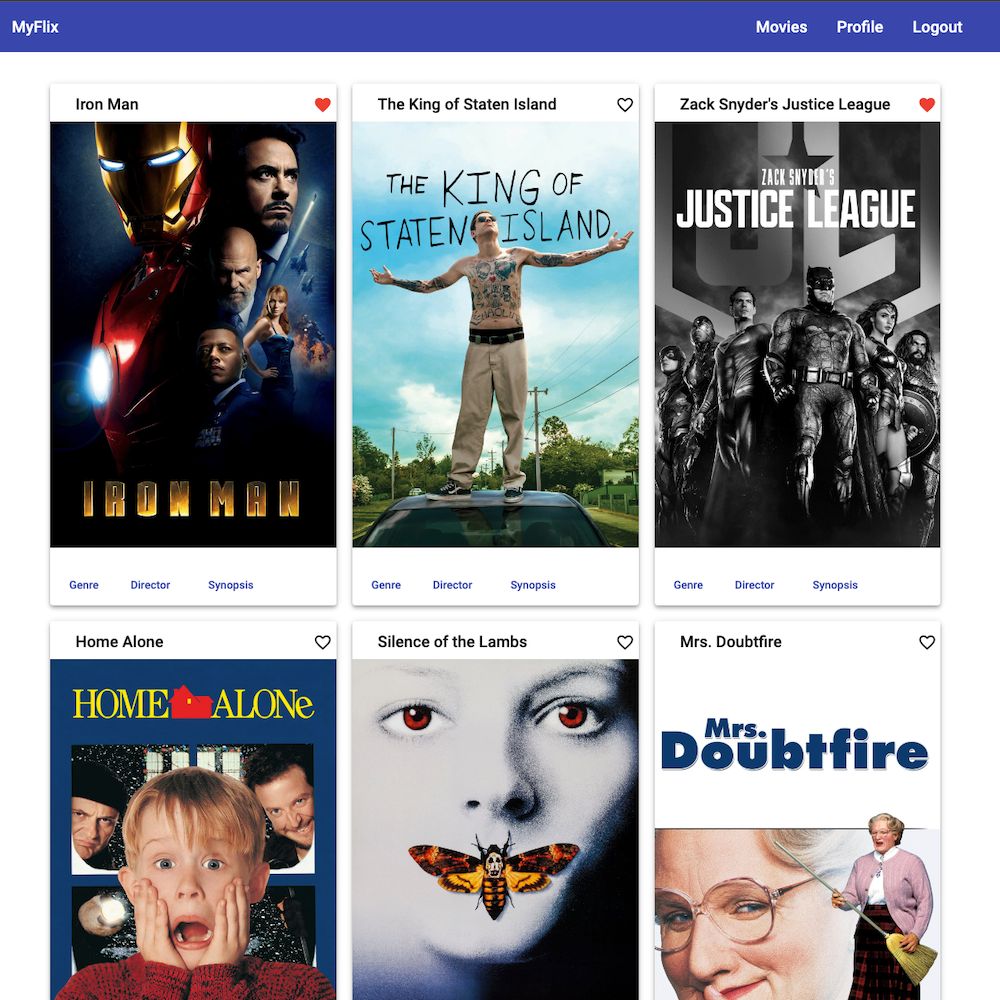 MyFlix
Movies Profile Logout
Iron Man
IRON MAN
Genre Director Synopsis
The King of Staten Island
THE KING OF
STATEN ISLAND
Genre Director Synopsis
Zack Snyder's Justice League
ZACK SNYDER'S
JUSTICE LEAGUE
Genre Director Synopsis
Home Alone
HOME ALONe
Silence of the Lambs
Mrs. Doubtfire
Mrs.
Doubtfire